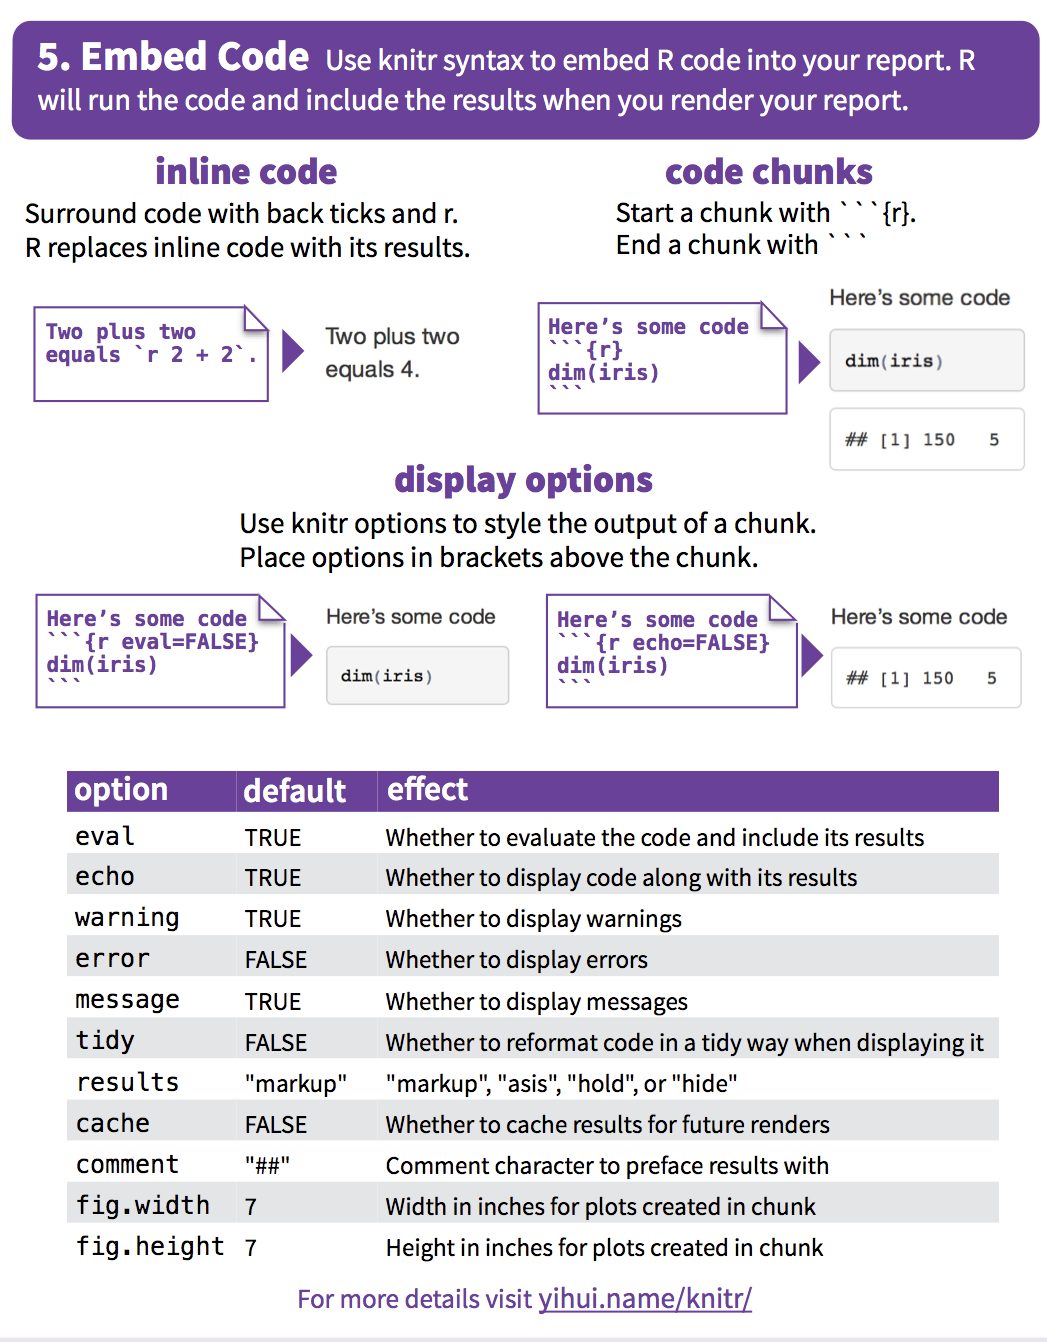 5. Embed Code Use knitr syntax to embed R code into your report. R
will run the code and include the results when you render your report.
inline code
Surround code with back ticks and r.
R replaces inline code with its results.
Two plus two
equals `r 2 + 2`.
Two plus two
equals 4.
code chunks
Start a chunk with ```{r}.
End a chunk with ```
Here’s some code
```{r}
dim(iris)
```
Here’s some code
dim(iris)
## [1] 150   5
display options
Use knitr options to style the output of a chunk.
Place options in brackets above the chunk.
Here’s some code
```{r eval=FALSE}
dim(iris)
```
Here’s some code
dim(iris)
Here’s some code
```{r echo=FALSE}
dim(iris)
```
Here’s some code
## [1] 150   5
option default effect
eval TRUE Whether to evaluate the code and include its results
echo TRUE Whether to display code along with its results
warning TRUE Whether to display warnings
error FALSE Whether to display errors
message TRUE Whether to display messages
tidy FALSE Whether to reformat code in a tidy way when displaying it
results "markup" "markup", "asis", "hold", or "hide"
cache FALSE Whether to cache results for future renders
comment "##" Comment character to preface results with
fig.width 7 Width in inches for plots created in chunk
fig.height 7 Height in inches for plots created in chunk
For more details visit yihui.name/knitr/